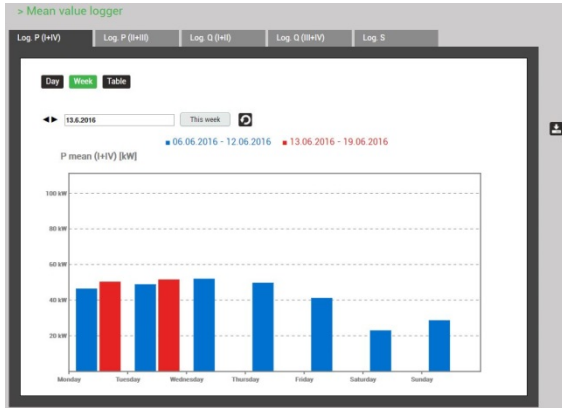 > Mean value logger
Log. P (I+IV) Log. P (II+III) Log. Q (I+II) Log. Q (III+IV) Log. S
Day Week Table
13.6.2016 This week
06.06.2016 - 12.06.2016 13.06.2016 - 19.06.2016
P mean (I+IV) [kW]
100 kW
80 kW
60 kW
40 kW
20 kW
Monday Tuesday Wednesday Thursday Friday Saturday Sunday